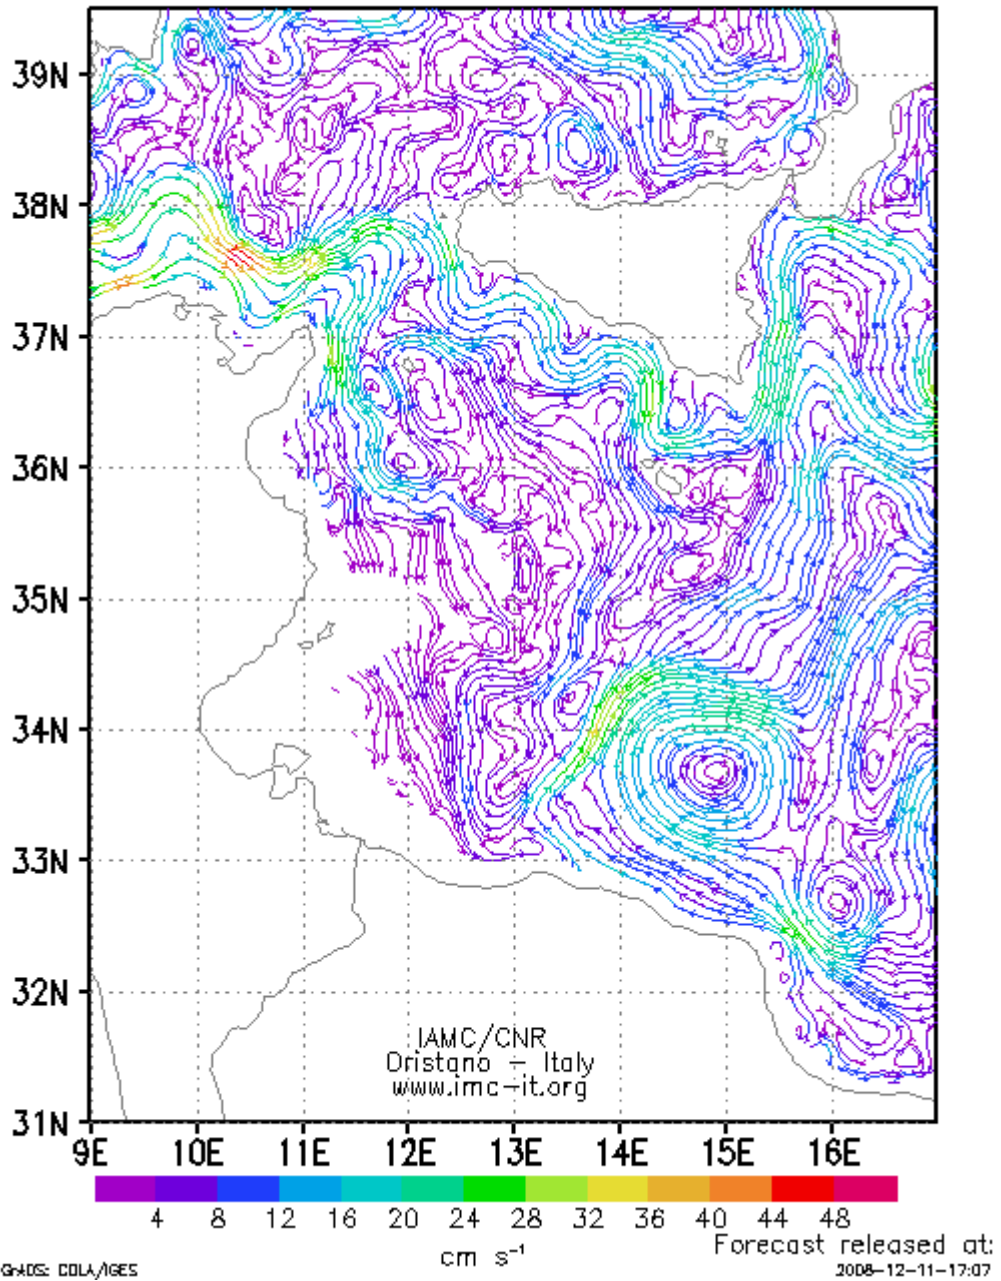 39N
38N
37N
36N
35N
34N
33N
32N
31N
IAMC/CNR
Oristano – Italy
www.imc-it.org
9E 10E 11E 12E 13E 14E 15E 16E
4 8 12 16 20 24 28 32 36 40 44 48
cm s⁻¹
Forecast released at:
GrADS: COLA/IGES
2008-12-11-17:07